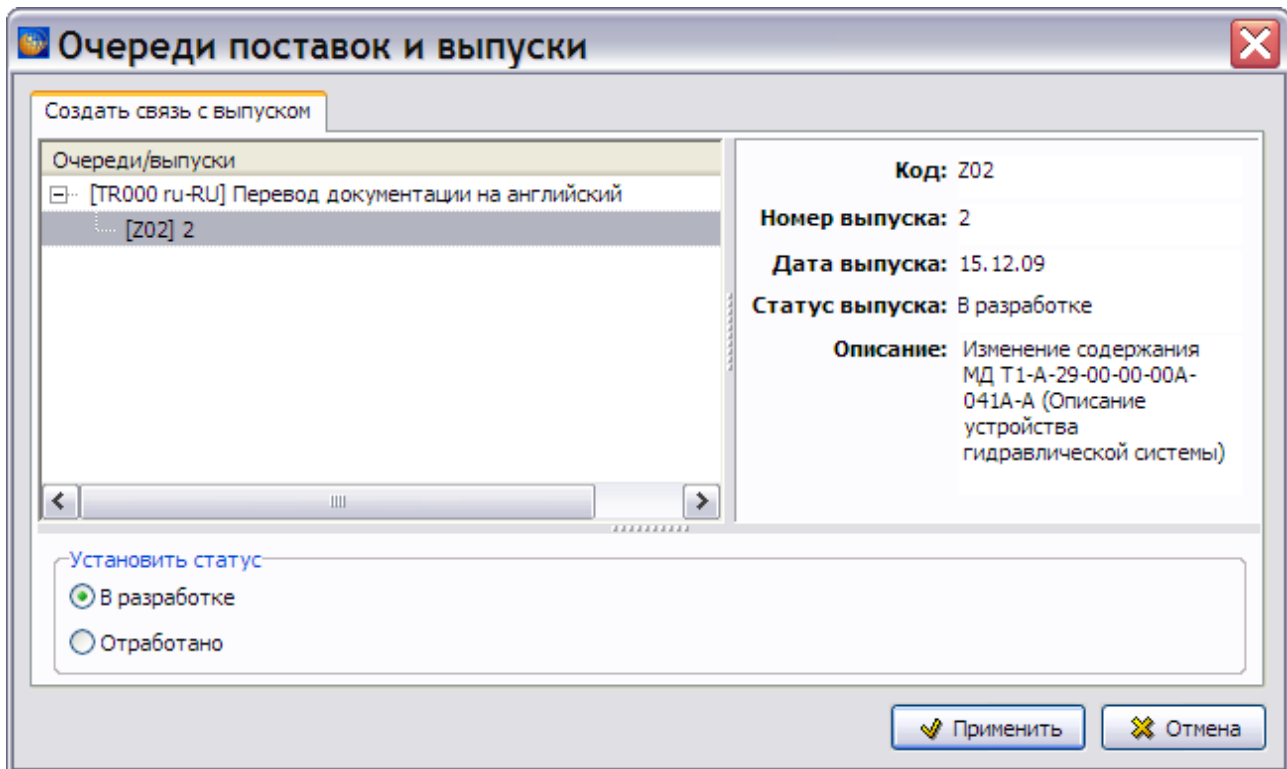 Очереди поставок и выпуски
Создать связь с выпуском
Очереди/выпуски
[TR000 ru-RU] Перевод документации на английский
[Z02] 2
Код: Z02
Номер выпуска: 2
Дата выпуска: 15.12.09
Статус выпуска: В разработке
Описание: Изменение содержания
МД T1-A-29-00-00-00A-
041A-A (Описание
устройства
гидравлической системы)
Установить статус
В разработке
Отработано
Применить
Отмена